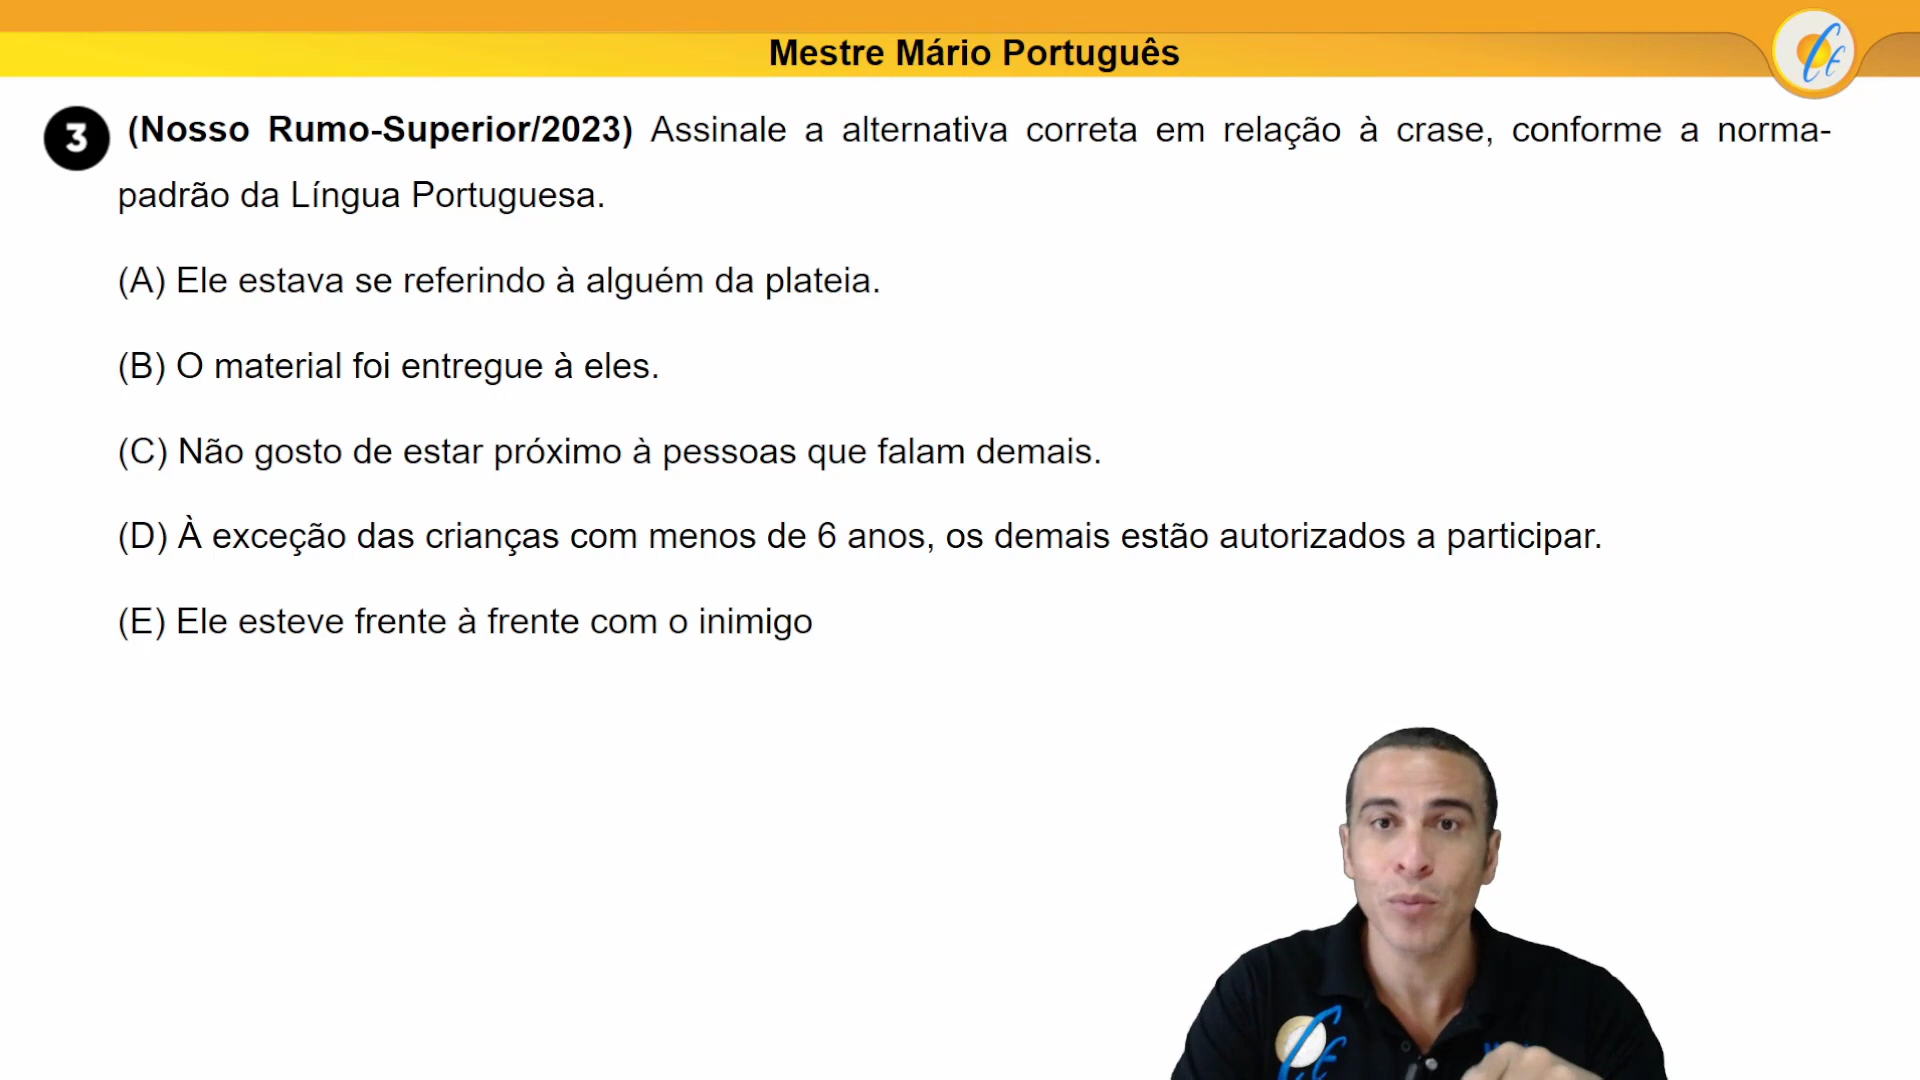 Mestre Mário Português
3 (Nosso Rumo-Superior/2023) Assinale a alternativa correta em relação à crase, conforme a norma-
padrão da Língua Portuguesa.
(A) Ele estava se referindo à alguém da plateia.
(B) O material foi entregue à eles.
(C) Não gosto de estar próximo à pessoas que falam demais.
(D) À exceção das crianças com menos de 6 anos, os demais estão autorizados a participar.
(E) Ele esteve frente à frente com o inimigo